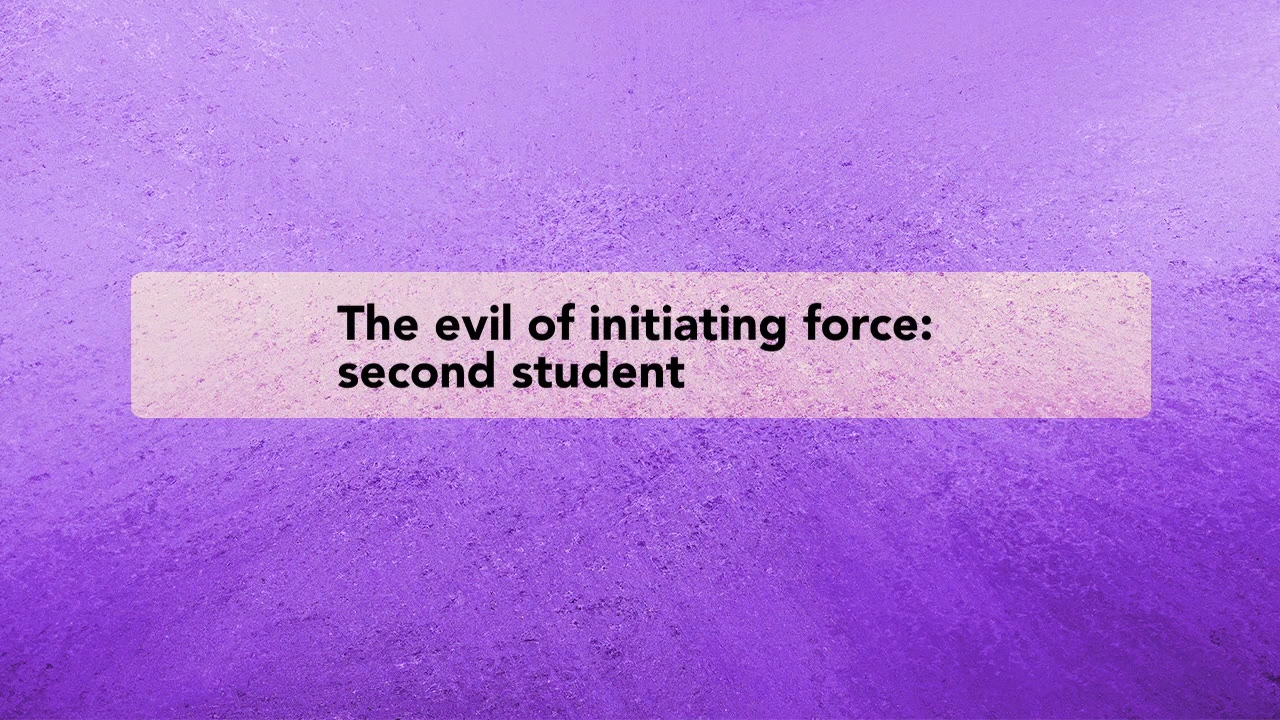 The evil of initiating force:
second student